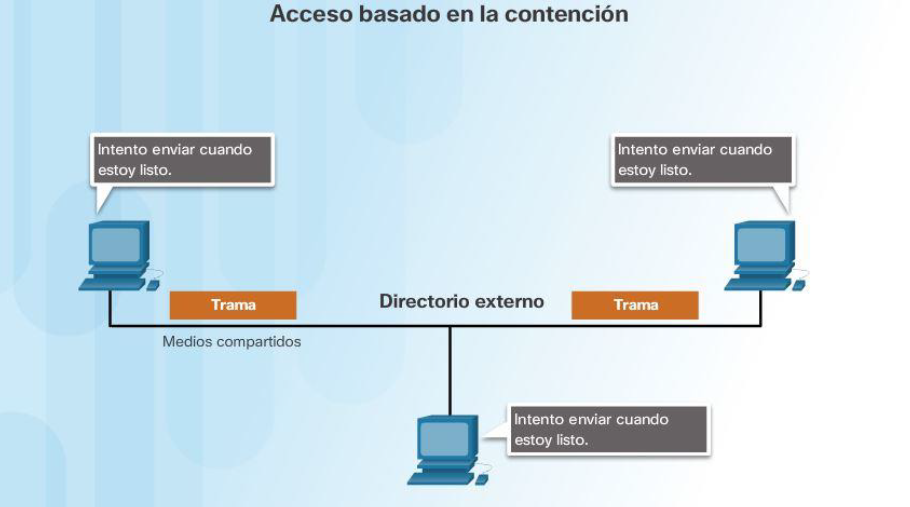 Acceso basado en la contención
Intento enviar cuando
estoy listo.
Intento enviar cuando
estoy listo.
Trama
Directorio externo
Trama
Medios compartidos
Intento enviar cuando
estoy listo.